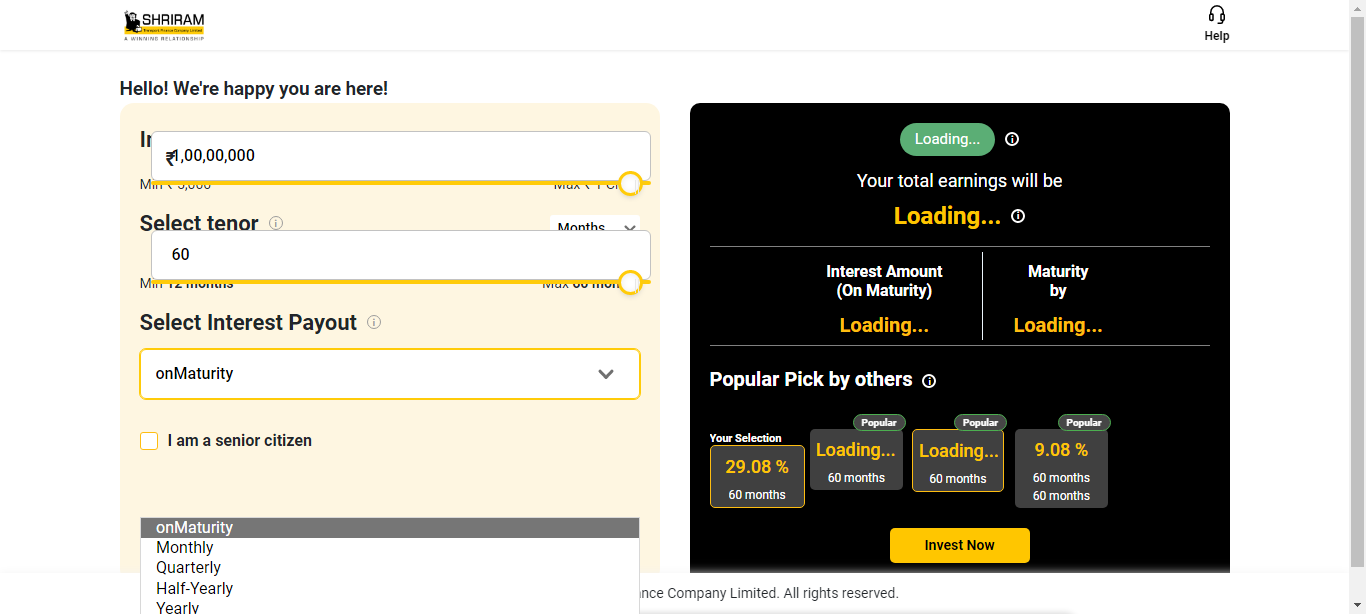 SHRIRAM
Transport Finance Company Limited
A WINNING RELATIONSHIP
Help
Hello! We're happy you are here!
₹1,00,00,000
Min ₹ 5,000
Max ₹ 1 Cr
Select tenor
Months
60
Min 12 months
Max 60 mon
Select Interest Payout
onMaturity
I am a senior citizen
onMaturity
Monthly
Quarterly
Half-Yearly
Yearly
Loading...
Your total earnings will be
Loading...
Interest Amount
(On Maturity)
Loading...
Maturity
by
Loading...
Popular Pick by others
Your Selection
29.08 %
60 months
Popular
Loading...
60 months
Popular
Loading...
60 months
Popular
9.08 %
60 months
60 months
Invest Now
nce Company Limited. All rights reserved.